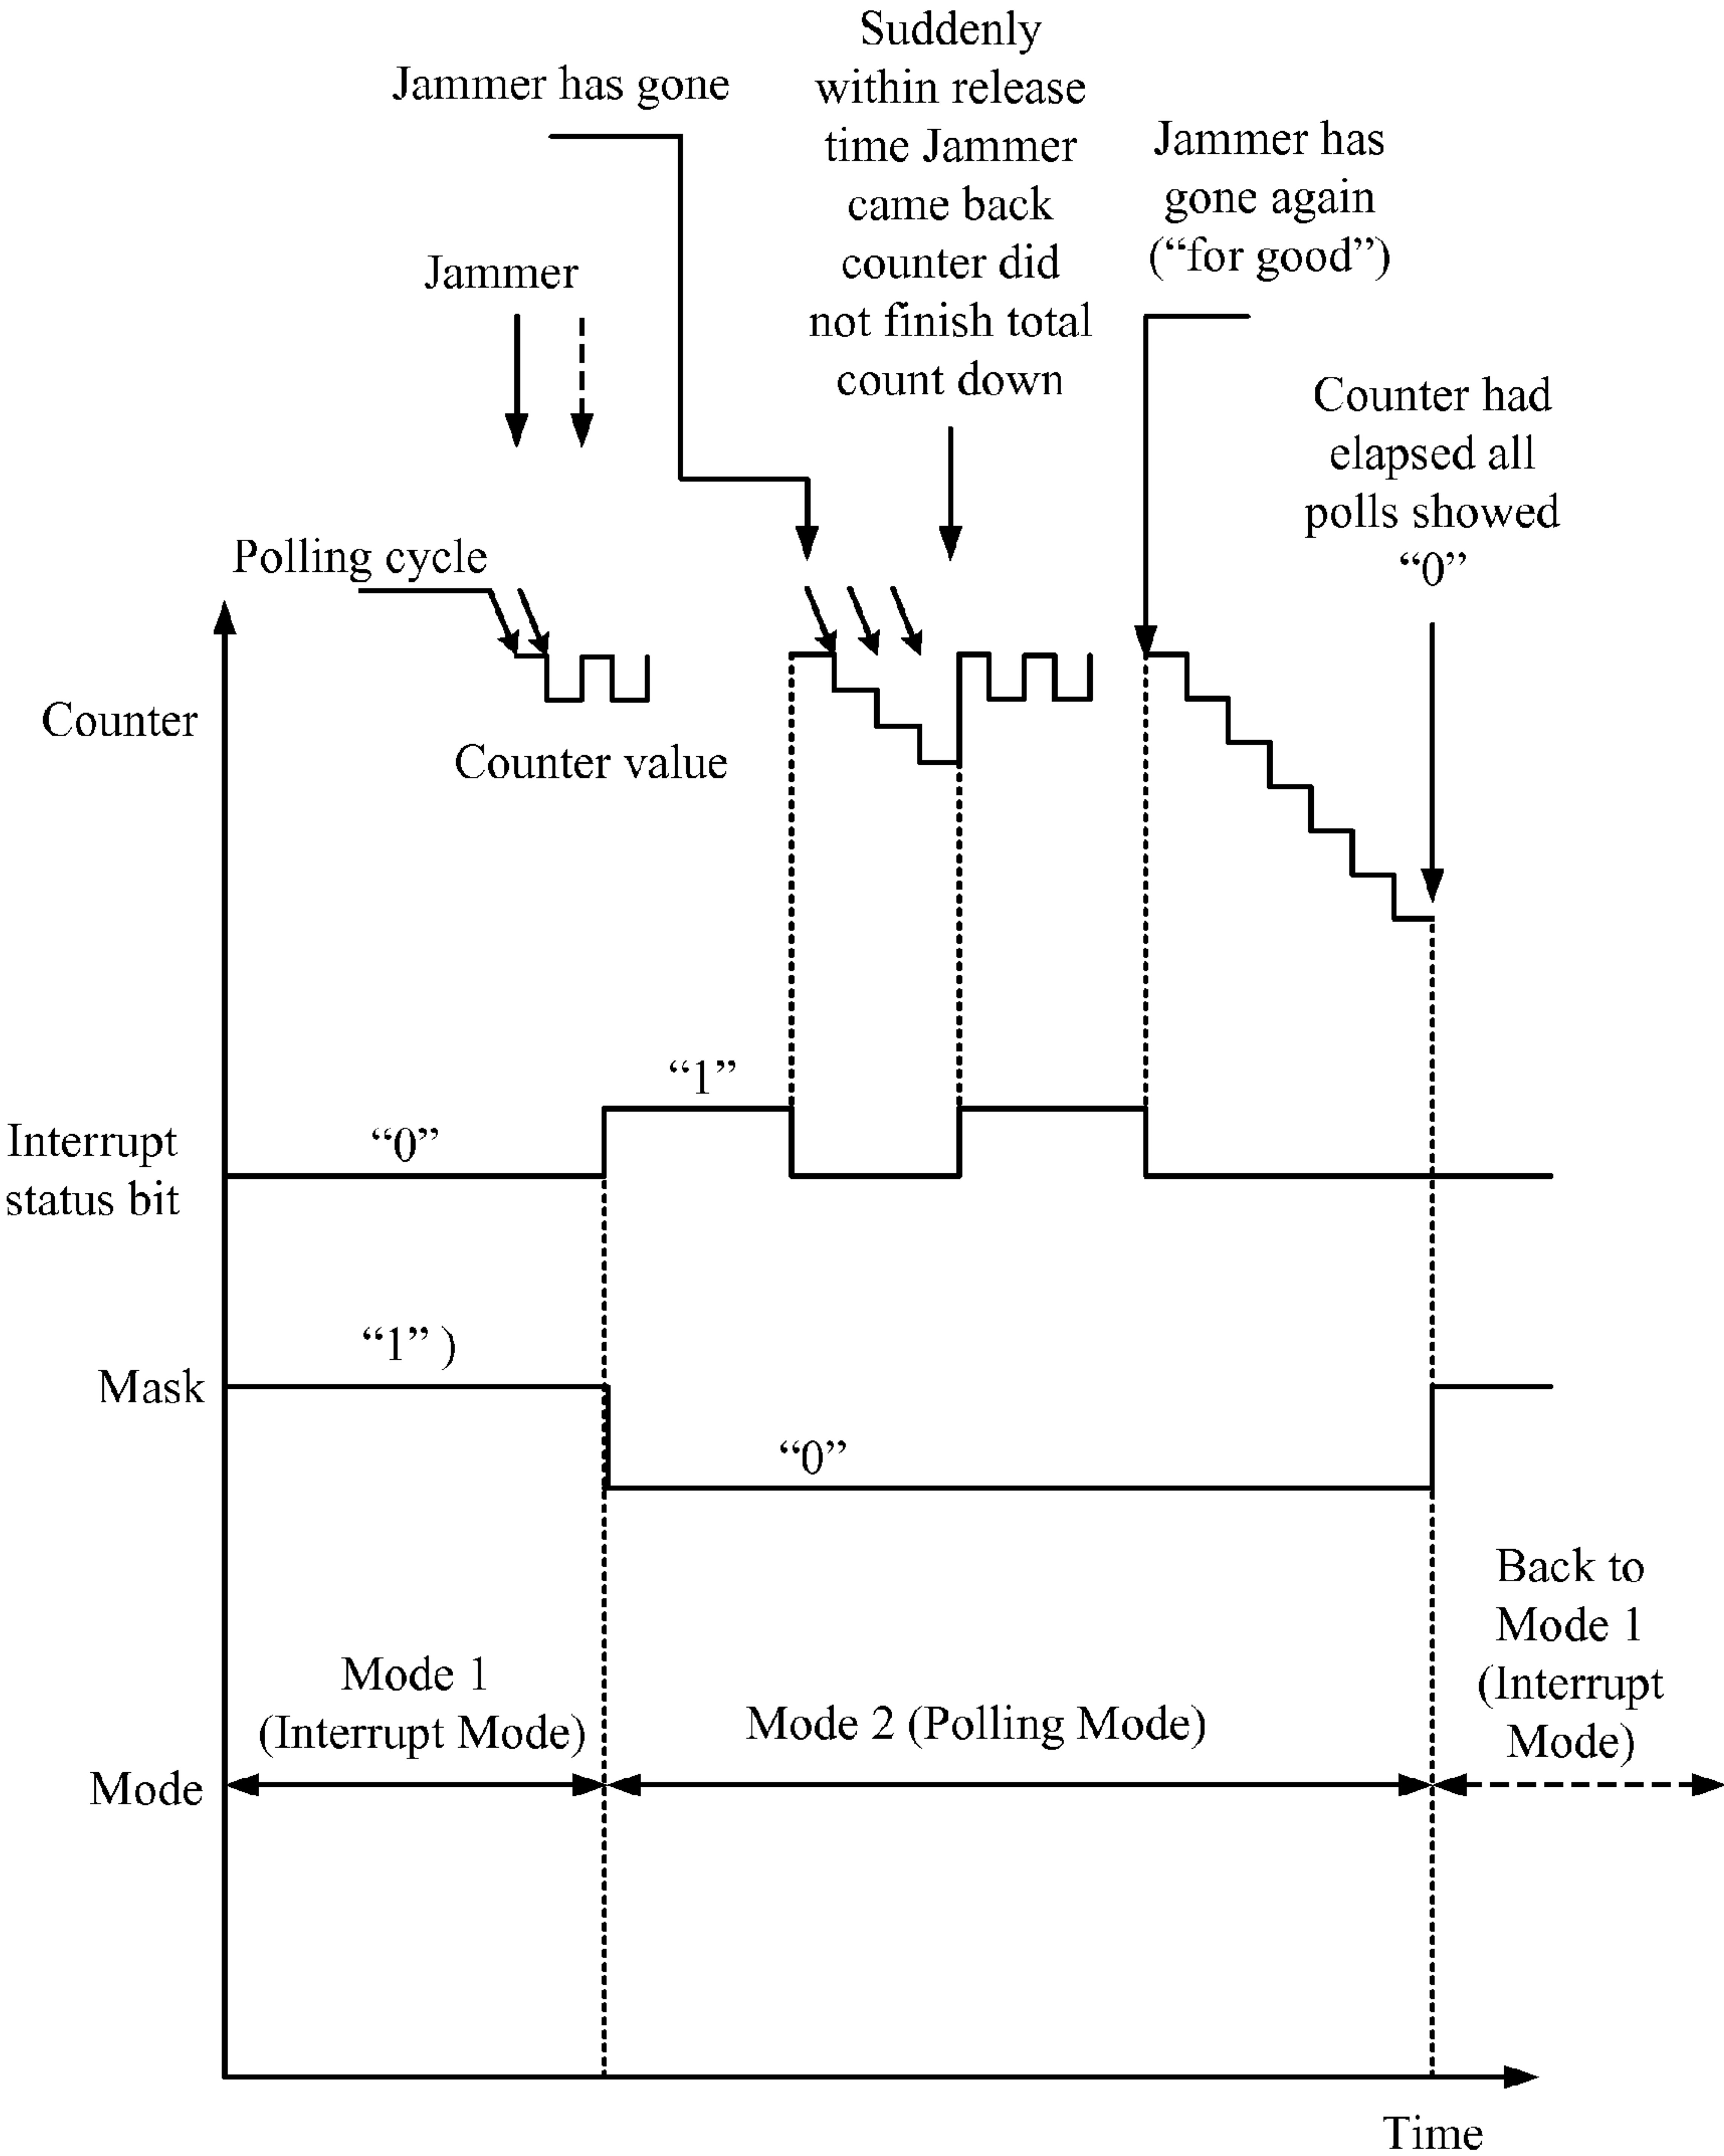 Suddenly
within release
time Jammer
came back
counter did
not finish total
count down
Jammer has gone
Jammer has
gone again
(“for good”)
Jammer
Counter had
elapsed all
polls showed
“0”
Polling cycle
Counter
Counter value
“1”
Interrupt
status bit
“0”
“1” )
Mask
“0”
Back to
Mode 1
(Interrupt
Mode)
Mode 1
(Interrupt Mode)
Mode 2 (Polling Mode)
Mode
Time